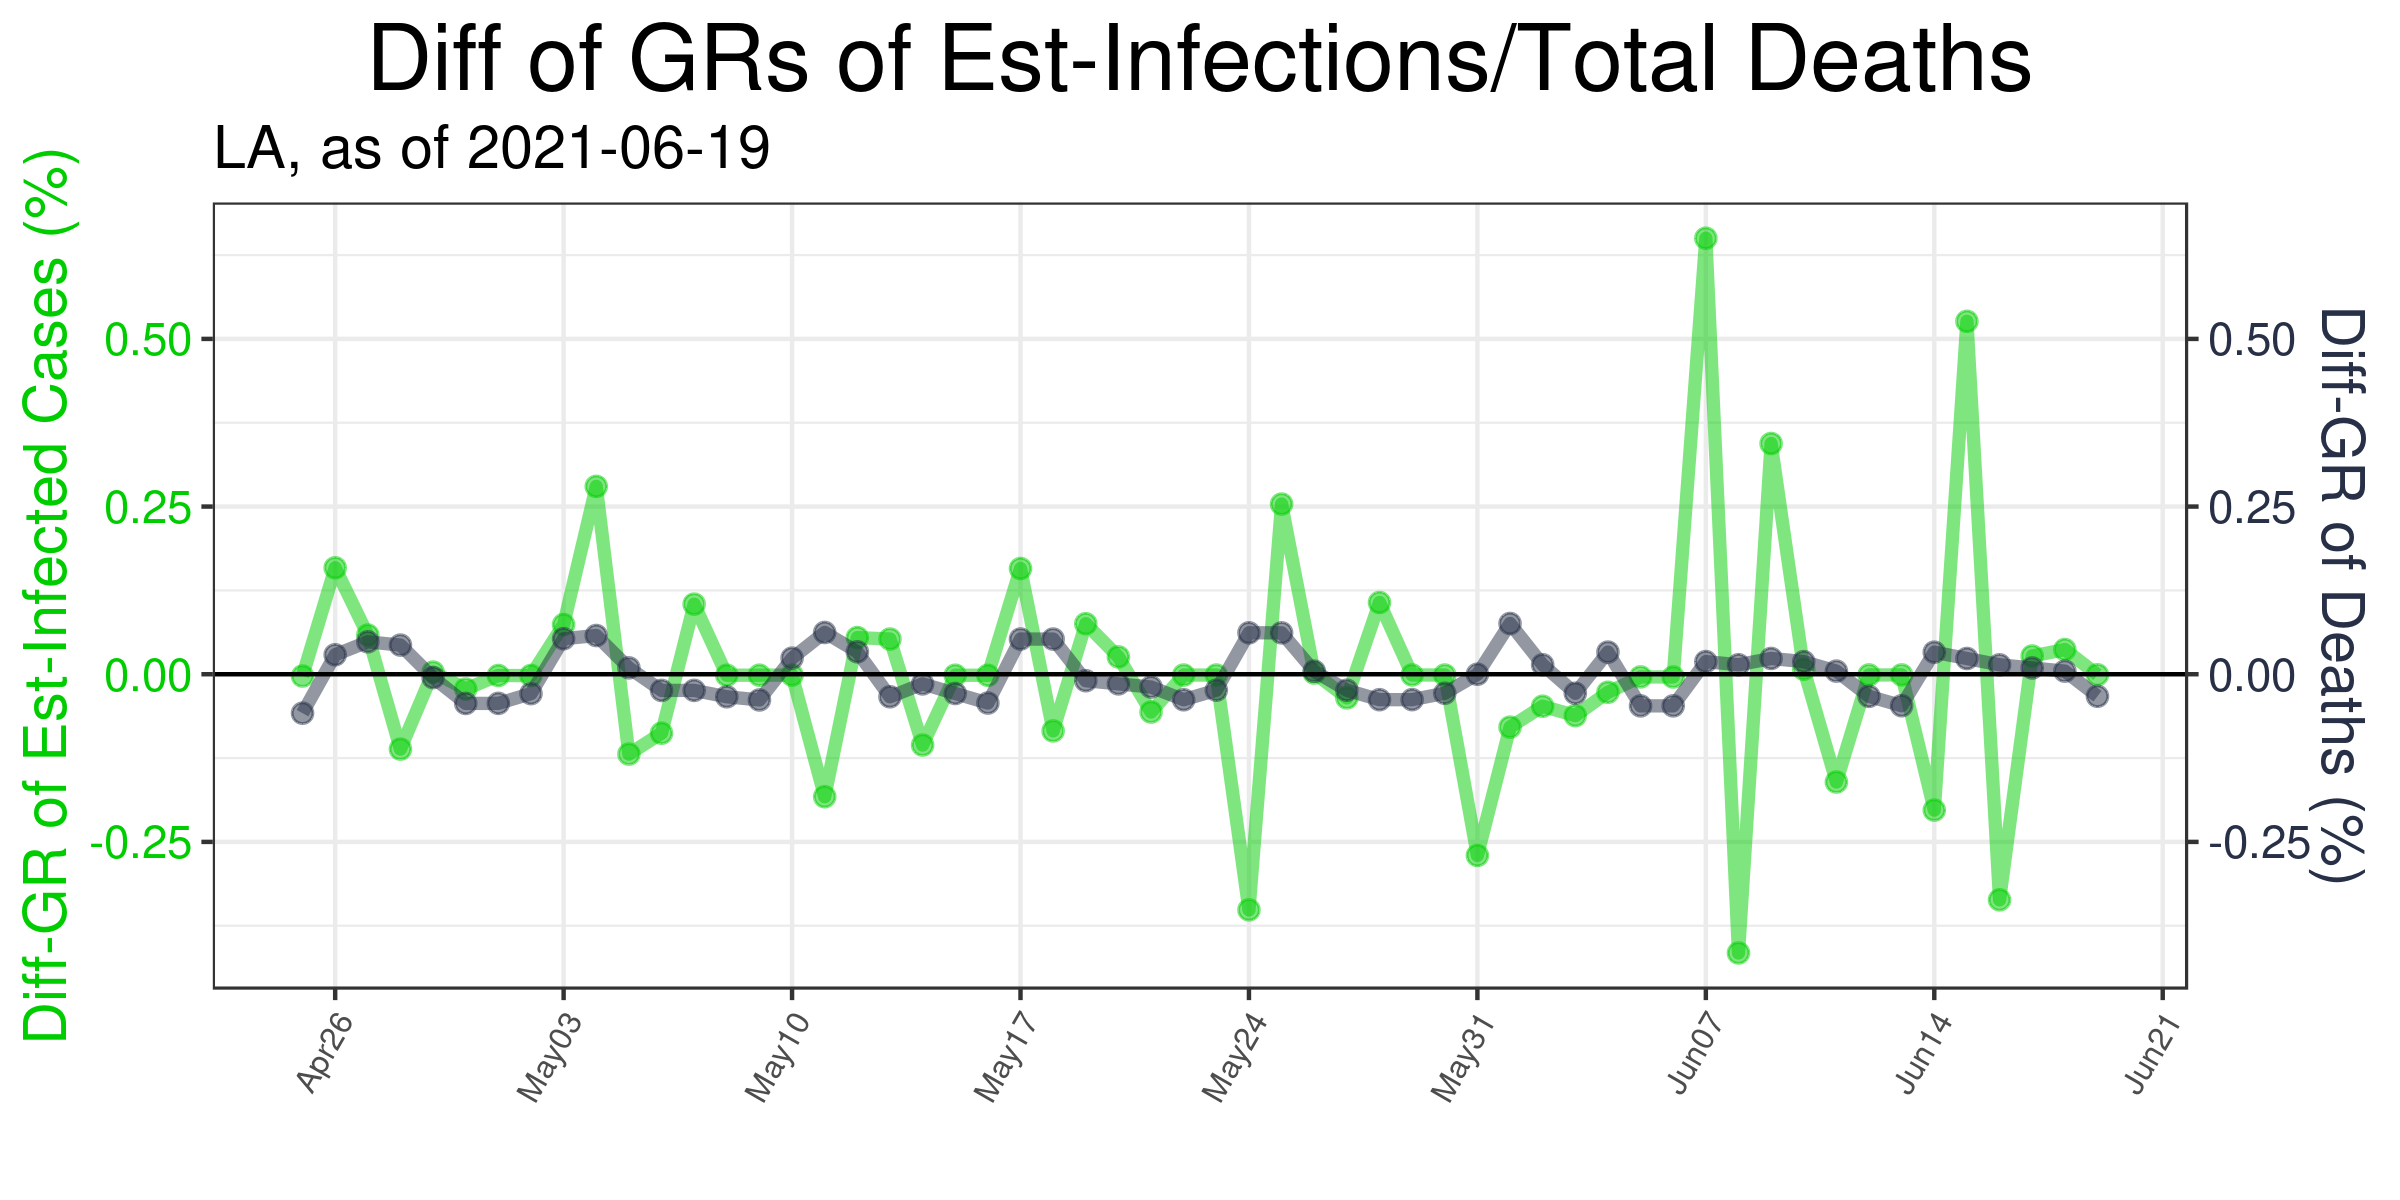 Diff of GRs of Est-Infections/Total Deaths
LA, as of 2021-06-19
Diff-GR of Est-Infected Cases (%)
0.50
0.25
0.00
-0.25
0.50
0.25
0.00
-0.25
Diff-GR of Deaths (%)
Apr26
May03
May10
May17
May24
May31
Jun07
Jun14
Jun21